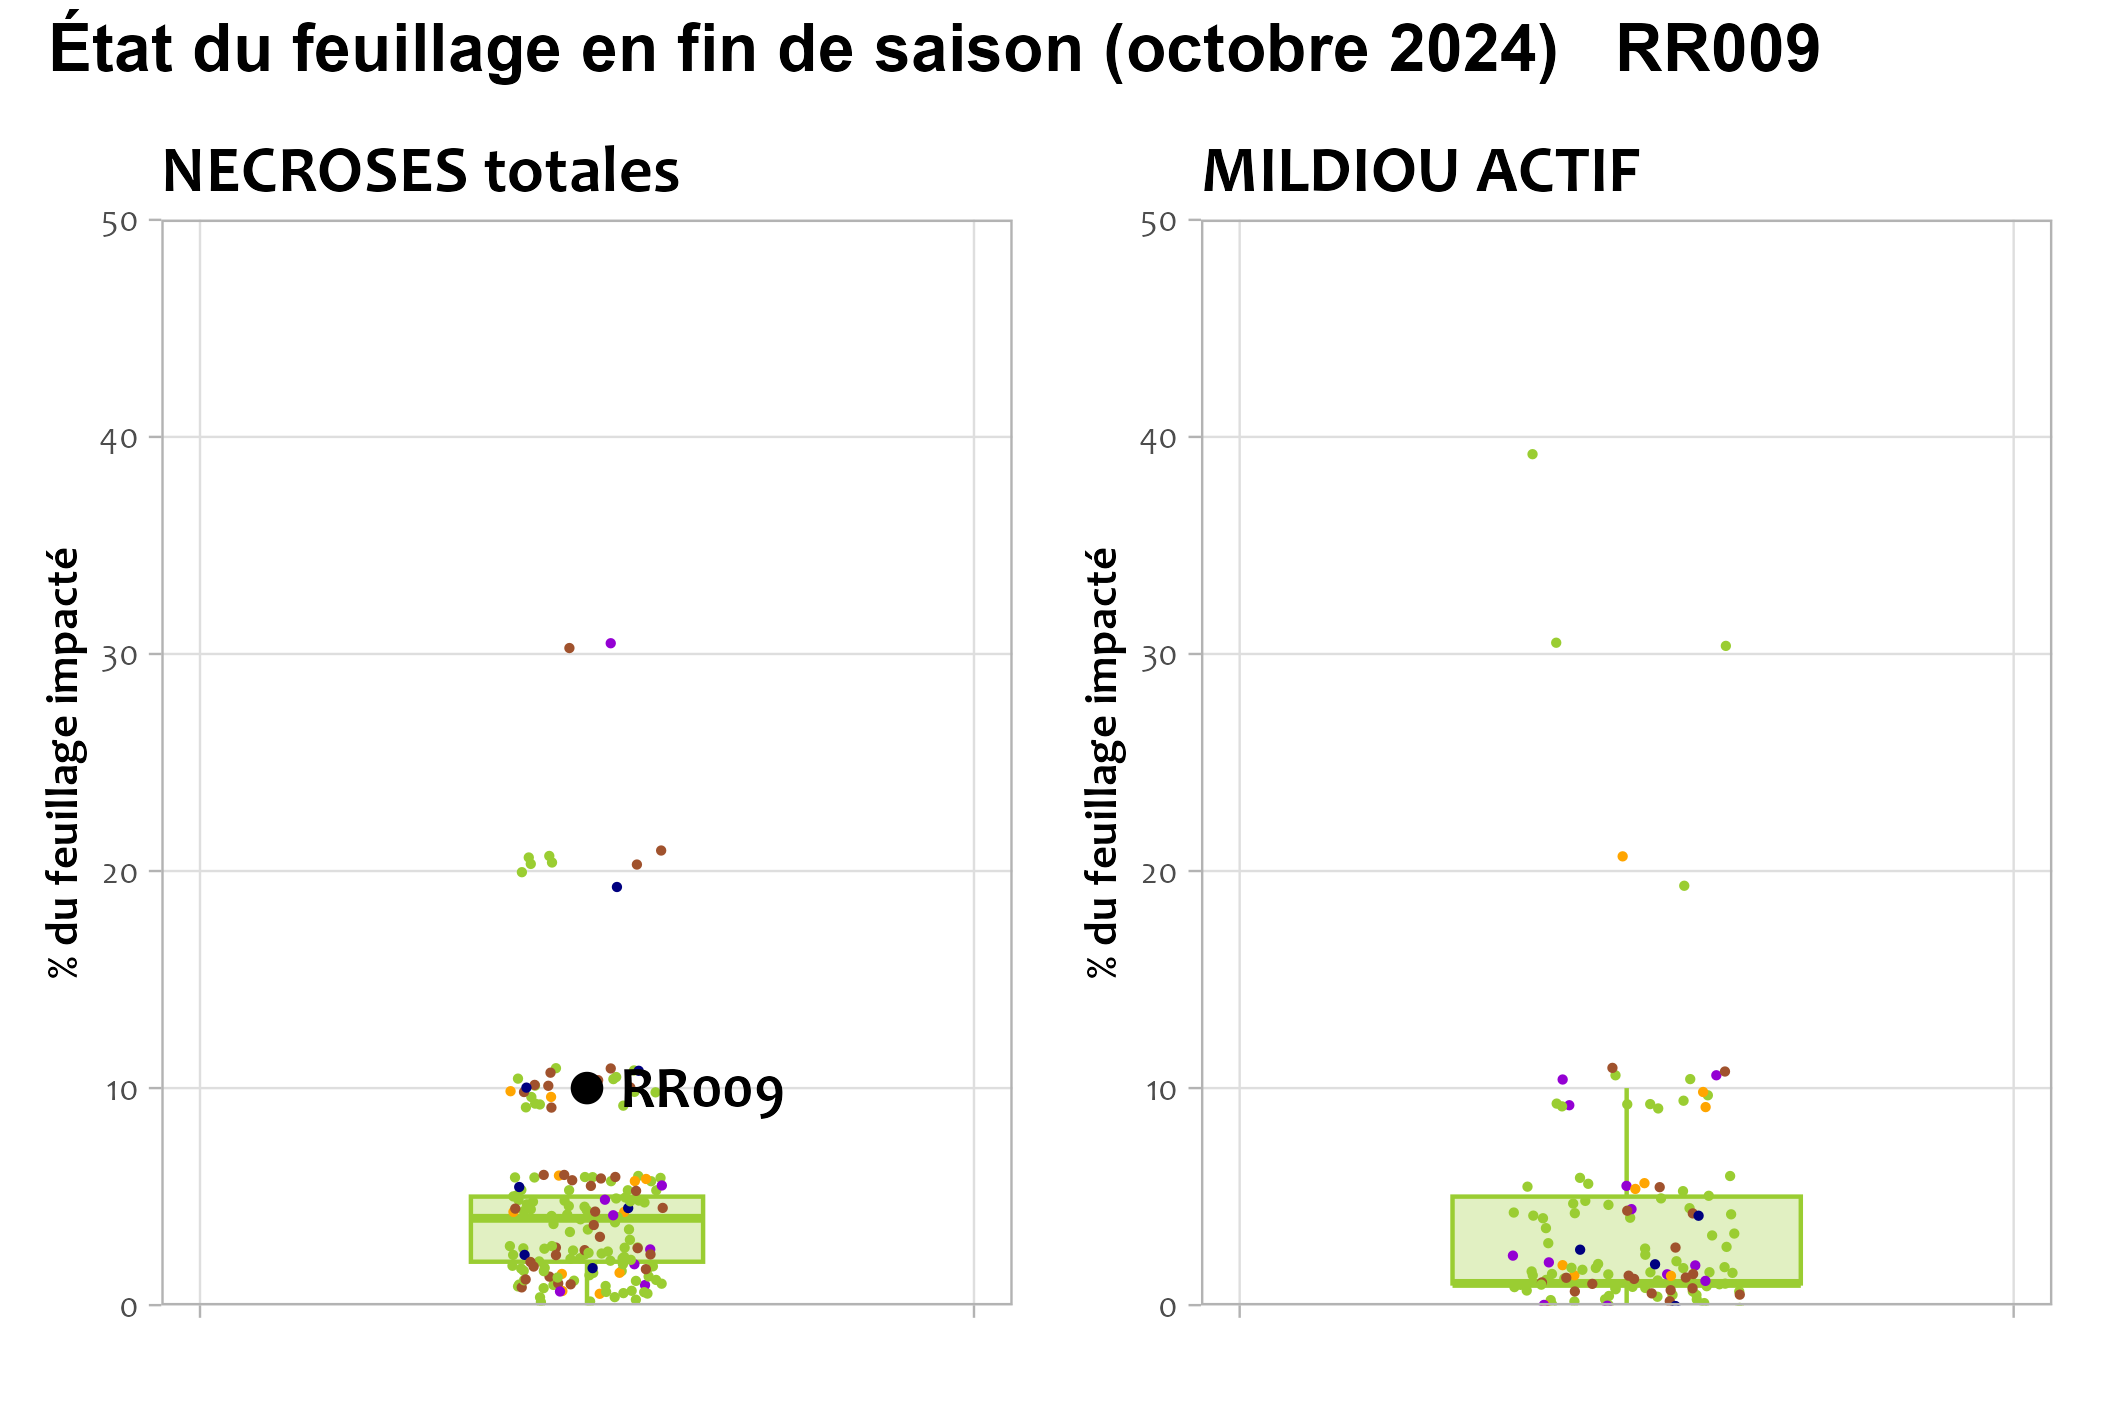 État du feuillage en fin de saison (octobre 2024) RR009
NECROSES totales
% du feuillage impacté
50
40
30
20
10
0
RR009
MILDIOU ACTIF
% du feuillage impacté
50
40
30
20
10
0